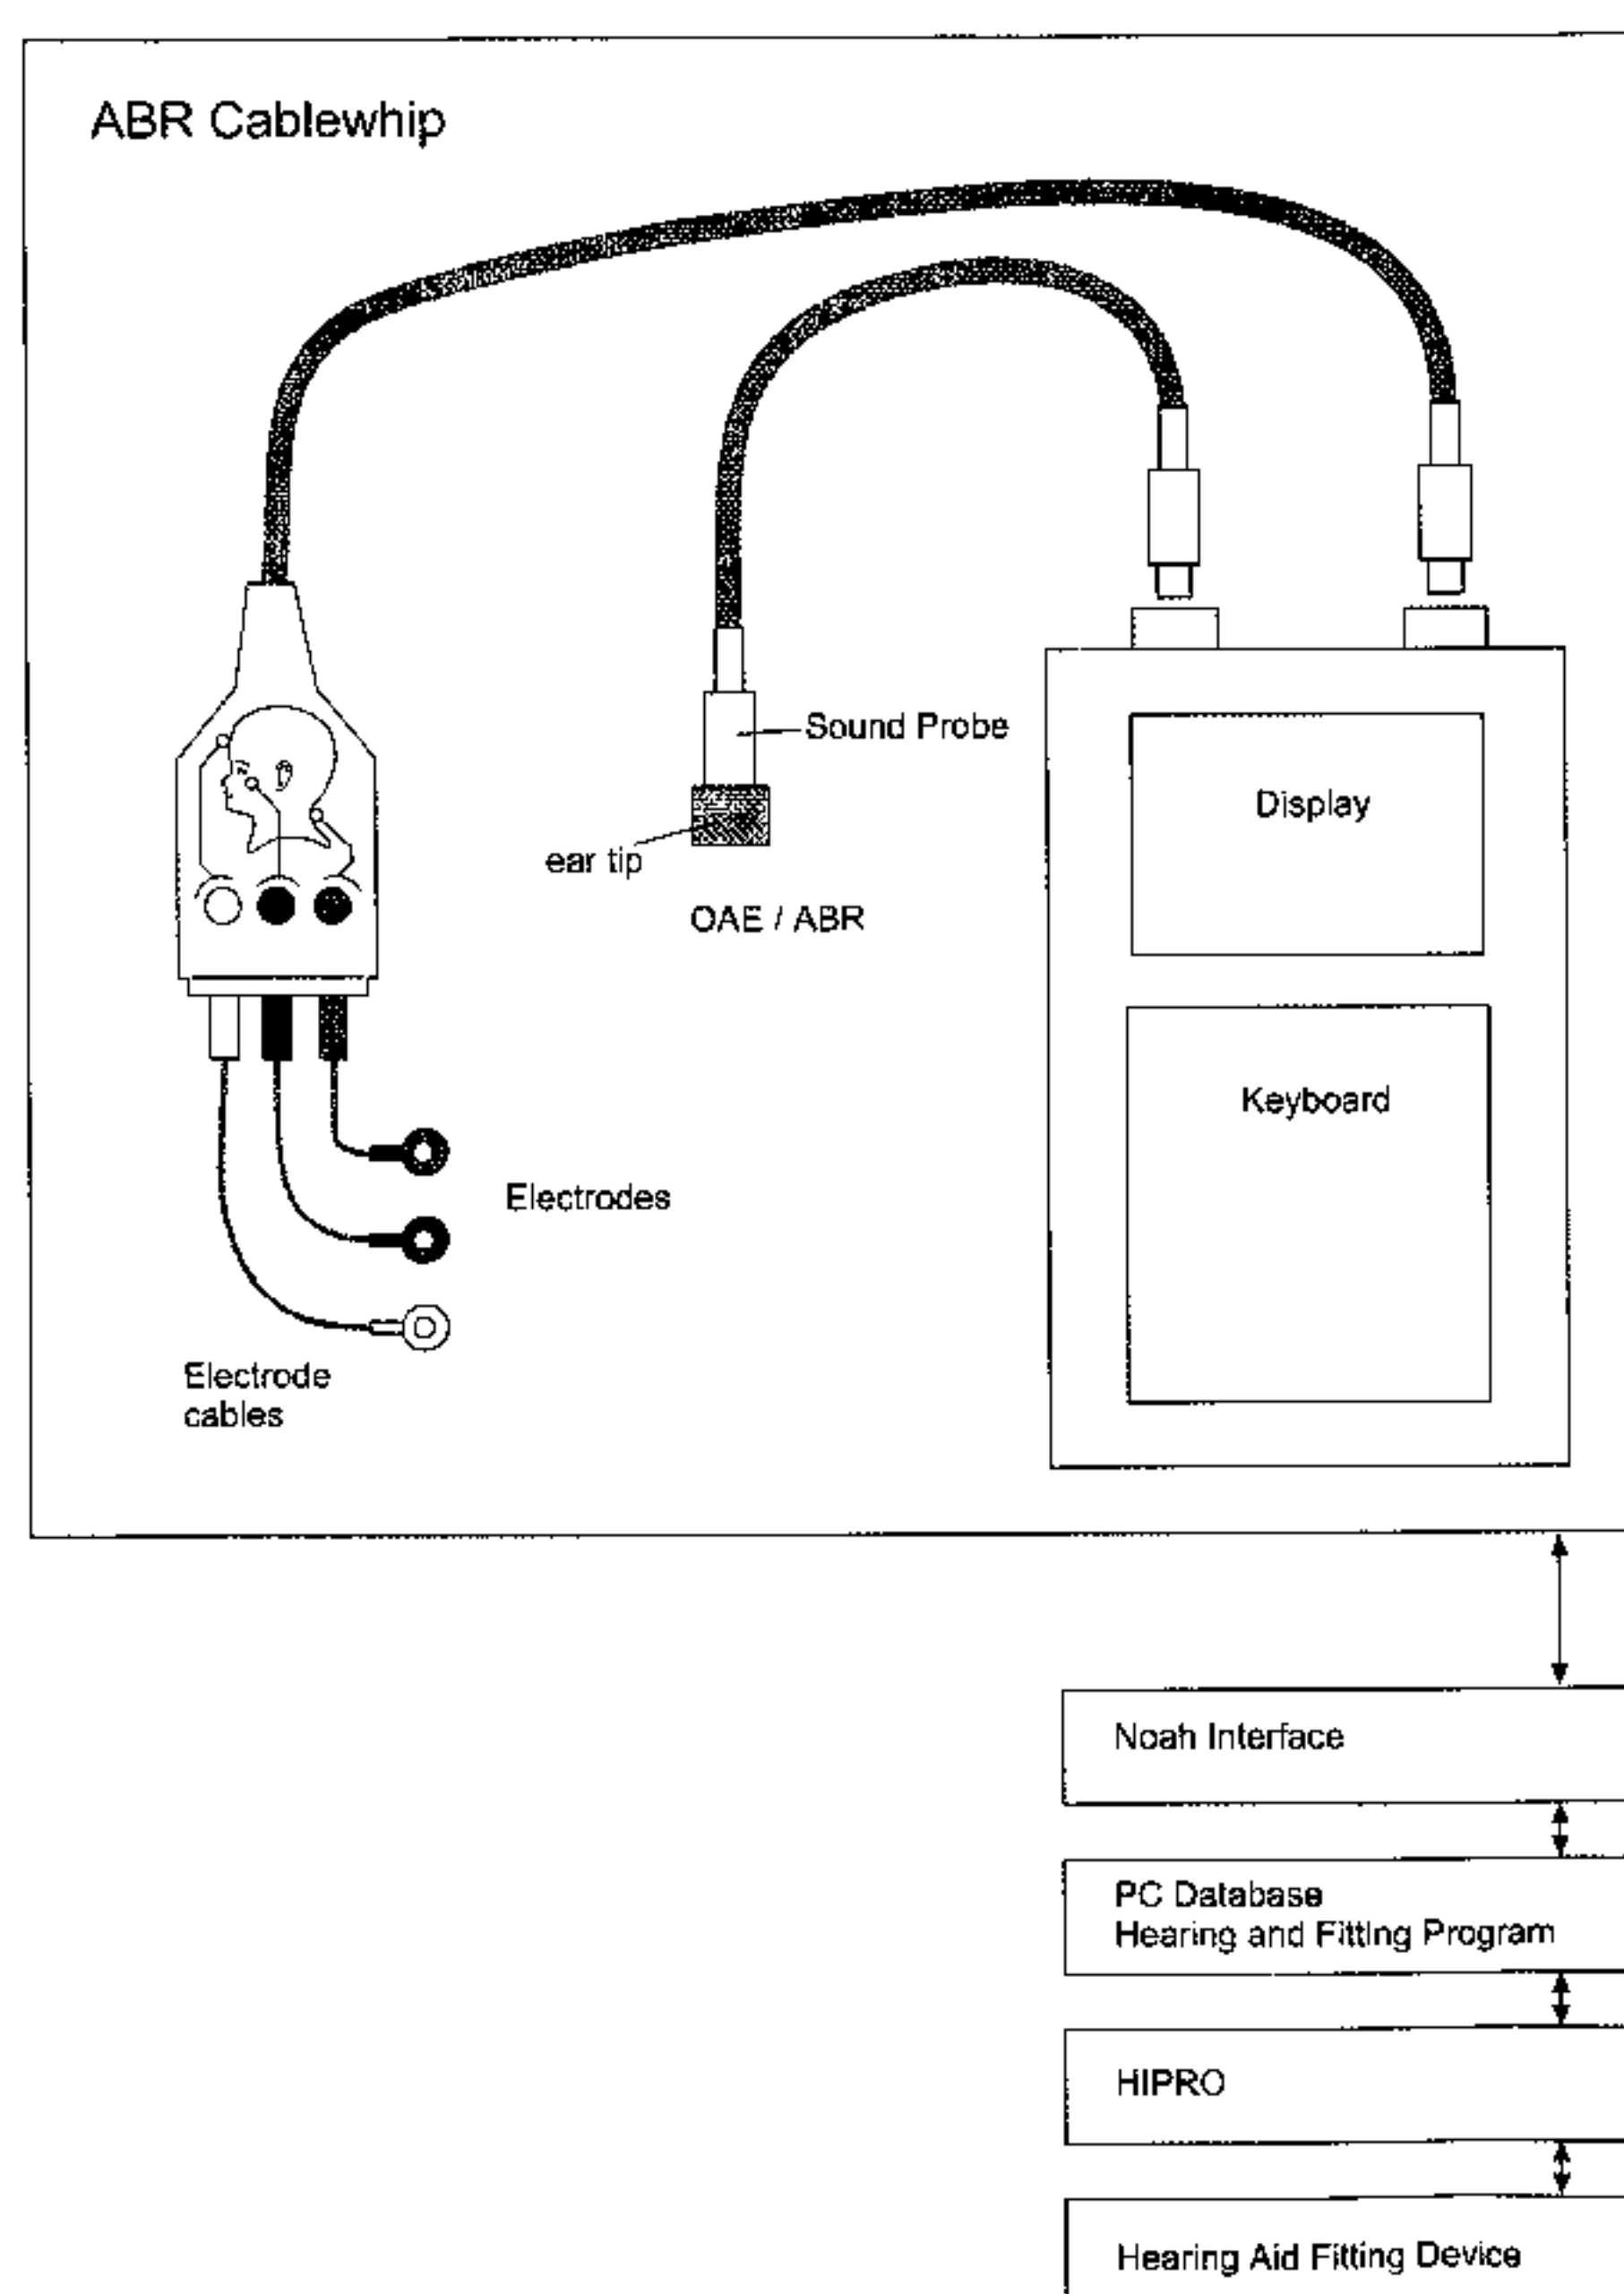 ABR Cablewhip
Sound Probe
ear tip
OAE / ABR
Display
Keyboard
Electrodes
Electrode
cables
Noah Interface
PC Database
Hearing and Fitting Program
HIPRO
Hearing Aid Fitting Device